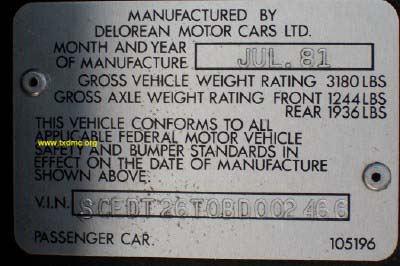 MANUFACTURED BY
DELOREAN MOTOR CARS LTD.
MONTH AND YEAR
OF MANUFACTURE JUL. 81
GROSS VEHICLE WEIGHT RATING 3180 LBS
GROSS AXLE WEIGHT RATING FRONT 1244 LBS
REAR 1936 LBS
THIS VEHICLE CONFORMS TO ALL
APPLICABLE FEDERAL MOTOR VEHICLE
www.txdmc.org
SAFETY AND BUMPER STANDARDS IN
EFFECT ON THE DATE OF MANUFACTURE
SHOWN ABOVE.
V.I.N. SCEDT26T0BD002466
PASSENGER CAR. 105196